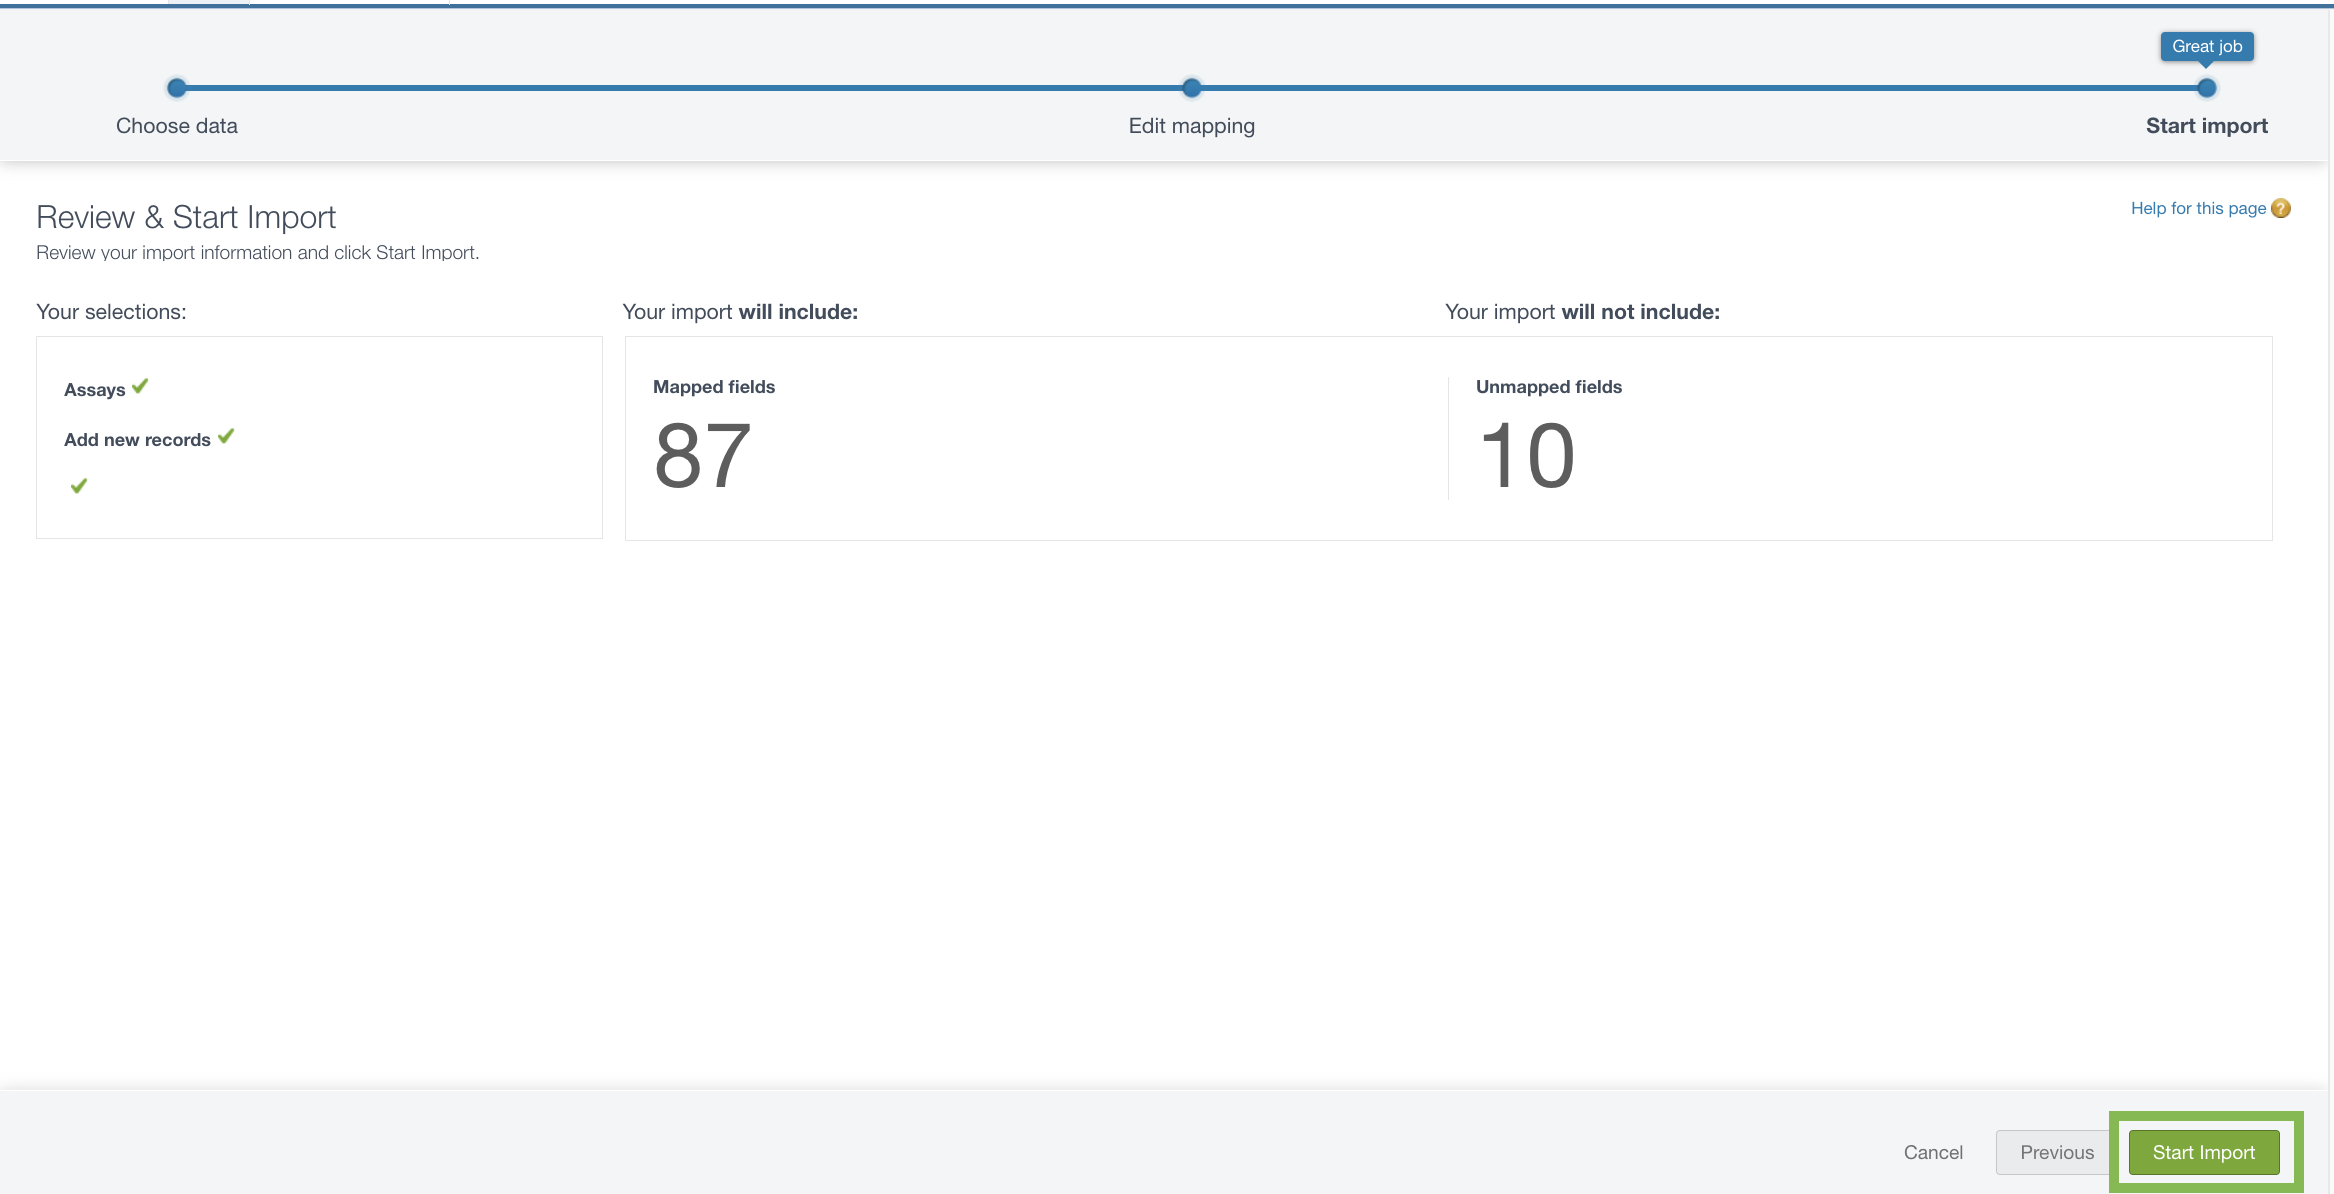 Great job
Choose data
Edit mapping
Start import
Review & Start Import
Help for this page ?
Review your import information and click Start Import.
Your selections:
Your import will include:
Your import will not include:
Assays
Add new records
Mapped fields
87
Unmapped fields
10
Cancel
Previous
Start Import